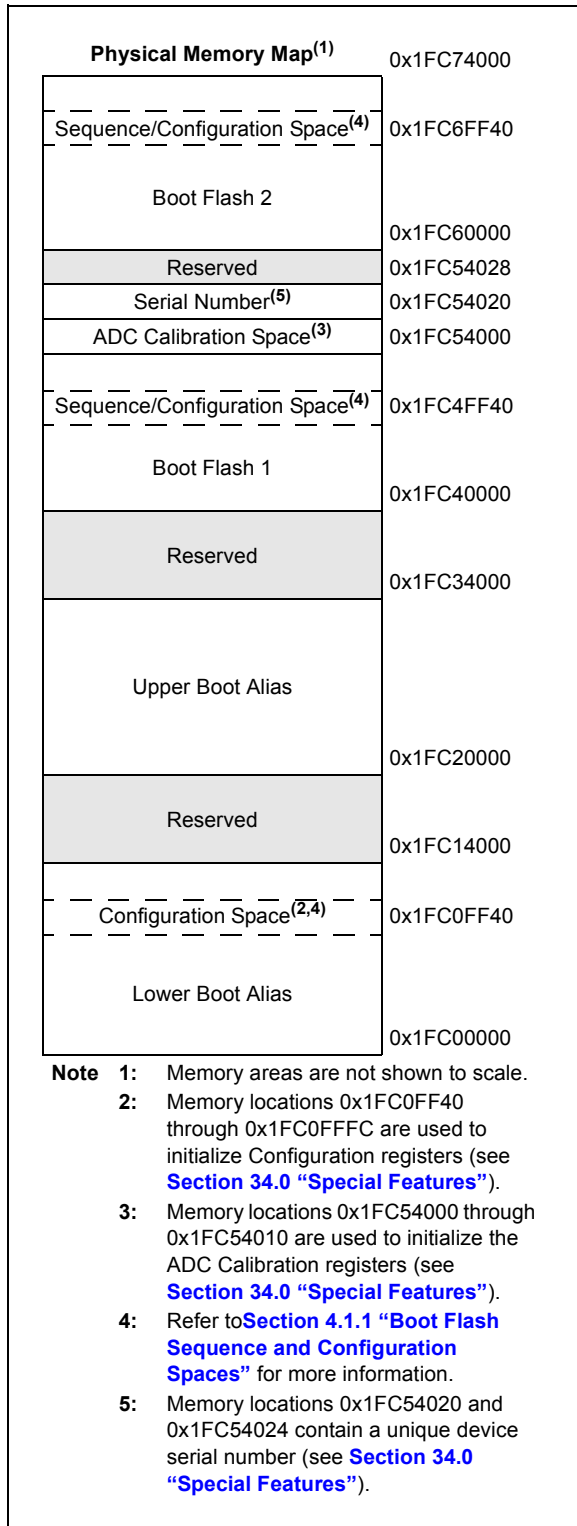 Physical Memory Map(1)
0x1FC74000
Sequence/Configuration Space(4)
0x1FC6FF40
Boot Flash 2
0x1FC60000
Reserved
0x1FC54028
Serial Number(5)
0x1FC54020
ADC Calibration Space(3)
0x1FC54000
Sequence/Configuration Space(4)
0x1FC4FF40
Boot Flash 1
0x1FC40000
Reserved
0x1FC34000
Upper Boot Alias
0x1FC20000
Reserved
0x1FC14000
Configuration Space(2,4)
0x1FC0FF40
Lower Boot Alias
0x1FC00000
Note 1: Memory areas are not shown to scale.
2: Memory locations 0x1FC0FF40
through 0x1FC0FFFC are used to
initialize Configuration registers (see
Section 34.0 “Special Features”).
3: Memory locations 0x1FC54000 through
0x1FC54010 are used to initialize the
ADC Calibration registers (see
Section 34.0 “Special Features”).
4: Refer toSection 4.1.1 “Boot Flash
Sequence and Configuration
Spaces” for more information.
5: Memory locations 0x1FC54020 and
0x1FC54024 contain a unique device
serial number (see Section 34.0
“Special Features”).